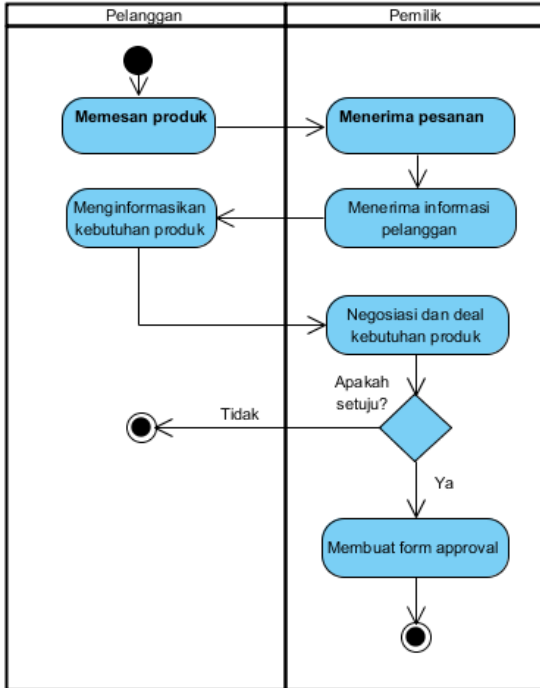 Pelanggan
Pemilik
Memesan produk
Menerima pesanan
Menginformasikan
kebutuhan produk
Menerima informasi
pelanggan
Negosiasi dan deal
kebutuhan produk
Apakah
setuju?
Tidak
Ya
Membuat form approval